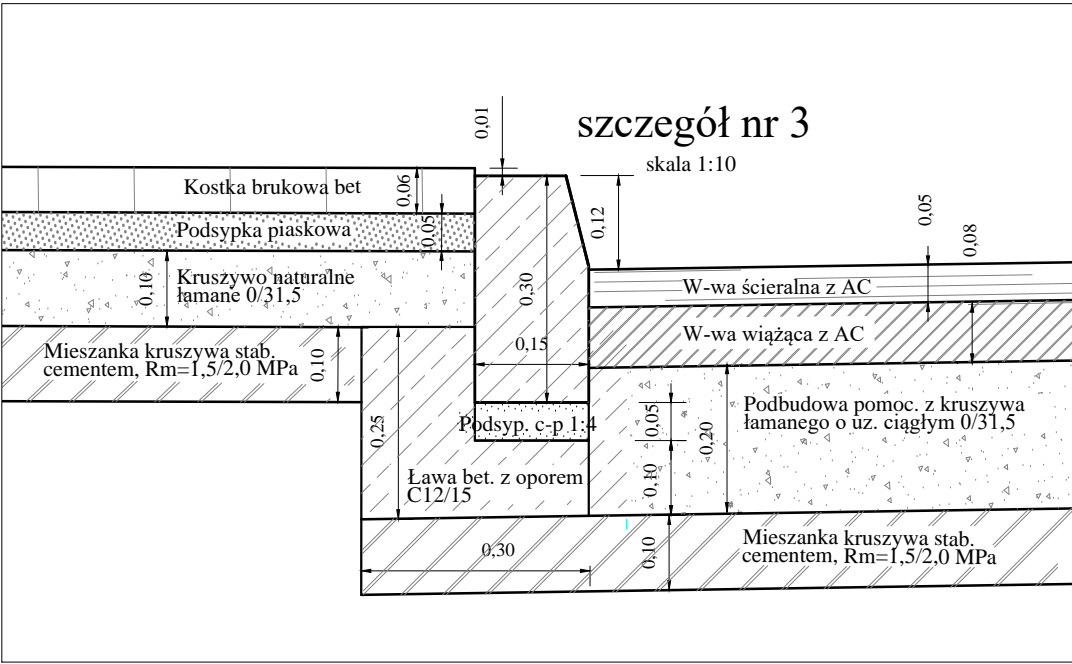 szczegół nr 3
skala 1:10
0,01
0,12
0,05
0,08
Kostka brukowa bet
0,06
Podsypka piaskowa
0,05
Kruszywo naturalne
łamane 0/31,5
0,10
0,30
0,15
W-wa ścieralna z AC
W-wa wiążąca z AC
Mieszanka kruszywa stab.
cementem, Rm=1,5/2,0 MPa
0,10
0,25
Podsyp. c-p 1:4
0,05
0,20
Podbudowa pomoc. z kruszywa
łamanego o uz. ciągłym 0/31,5
Ława bet. z oporem
C12/15
0,10
0,30
0,10
Mieszanka kruszywa stab.
cementem, Rm=1,5/2,0 MPa